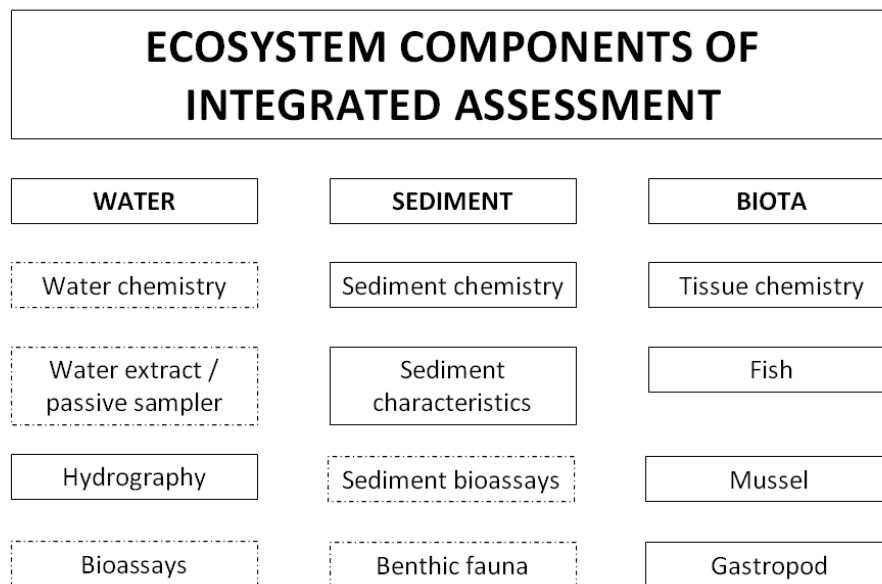 ECOSYSTEM COMPONENTS OF
INTEGRATED ASSESSMENT
WATER
SEDIMENT
BIOTA
Water chemistry
Sediment chemistry
Tissue chemistry
Water extract /
passive sampler
Sediment
characteristics
Fish
Hydrography
Sediment bioassays
Mussel
Bioassays
Benthic fauna
Gastropod